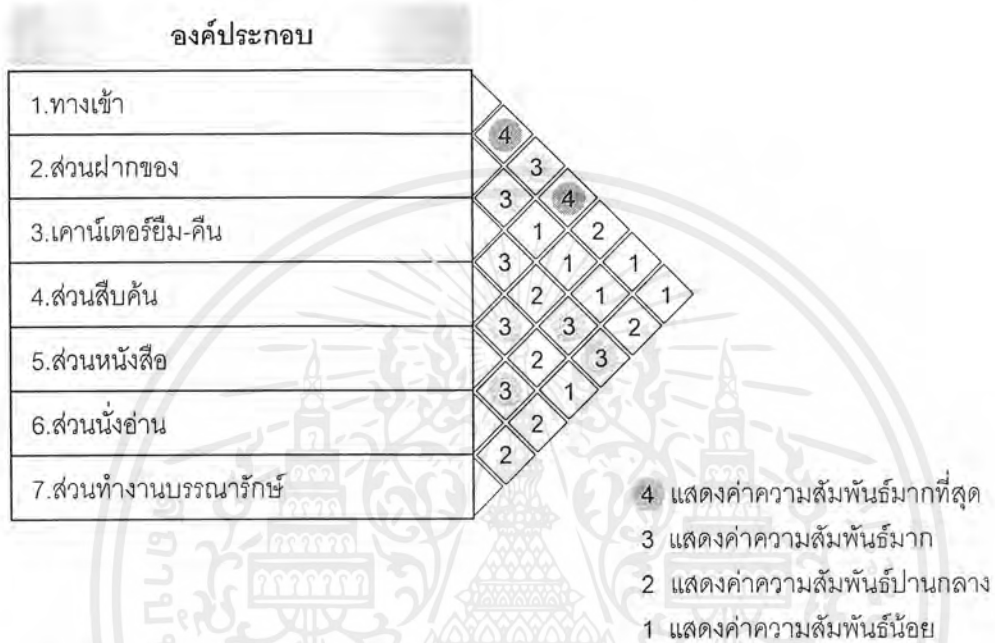 องค์ประกอบ
1.ทางเข้า
4
2.ส่วนฝากของ 3
3 4
3.เคาน์เตอร์ยืม-คืน 1 2
3 1 1
4.ส่วนสืบค้น 2 1 1
3 3 2
5.ส่วนหนังสือ 2 3
3 1
6.ส่วนนั่งอ่าน 2
2
7.ส่วนทำงานบรรณารักษ์
4 แสดงค่าความสัมพันธ์มากที่สุด
3 แสดงค่าความสัมพันธ์มาก
2 แสดงค่าความสัมพันธ์ปานกลาง
1 แสดงค่าความสัมพันธ์น้อย